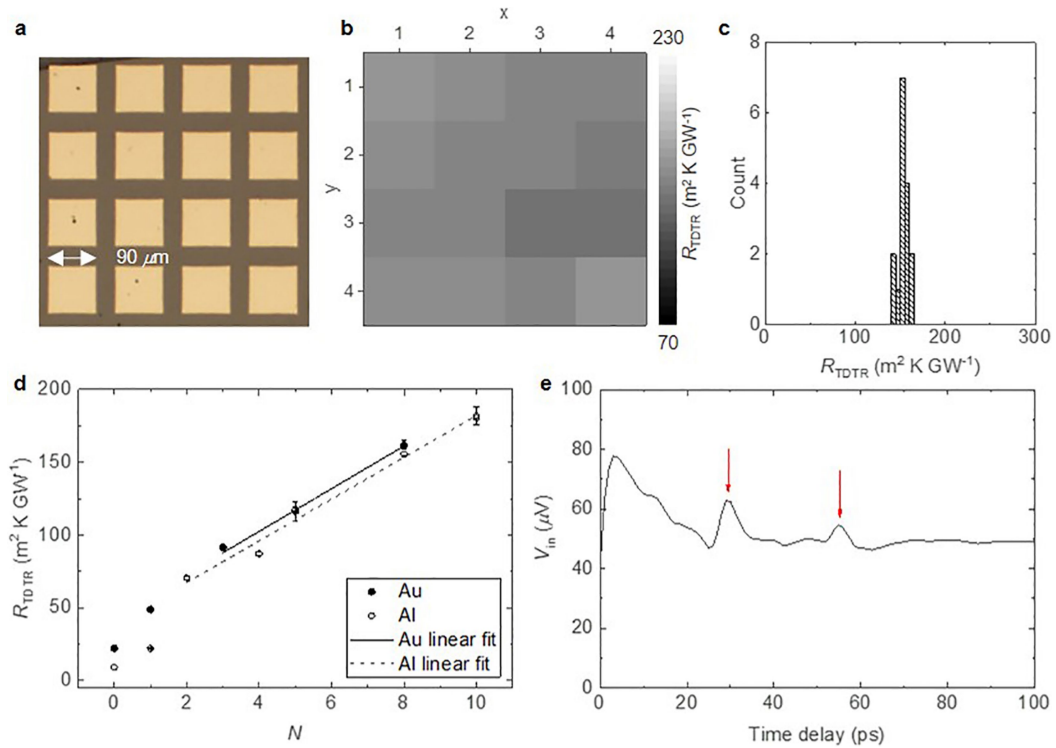 a
90 μm
b
x
1 2 3 4
y
1
2
3
4
230
R_TDTR (m² K GW⁻¹)
70
c
8
6
4
2
0
Count
0 100 200 300
R_TDTR (m² K GW⁻¹)
d
200
150
100
50
0
R_TDTR (m² K GW⁻¹)
0 2 4 6 8 10
N
Au
Al
Au linear fit
Al linear fit
e
100
80
60
40
20
0
V_in (μV)
0 20 40 60 80 100
Time delay (ps)